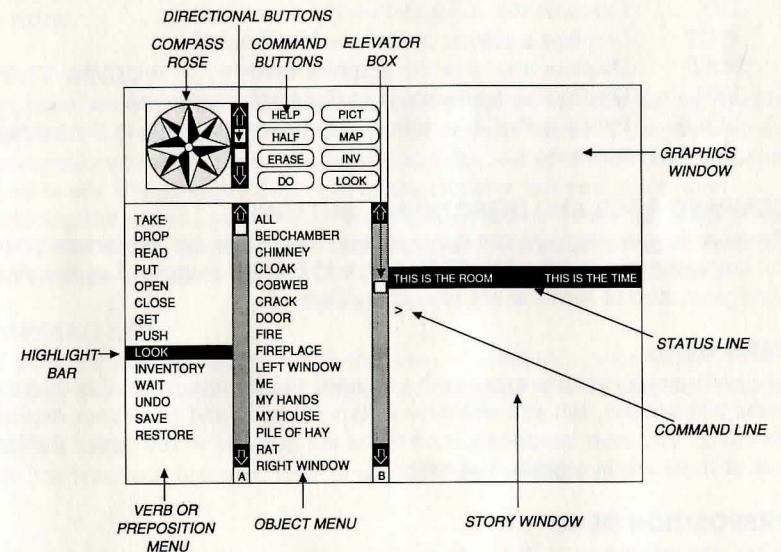 DIRECTIONAL BUTTONS
COMPASS
ROSE
COMMAND
BUTTONS
ELEVATOR
BOX
HELP
PICT
HALF
MAP
ERASE
INV
DO
LOOK
GRAPHICS
WINDOW
TAKE
DROP
READ
PUT
OPEN
CLOSE
GET
PUSH
LOOK
INVENTORY
WAIT
UNDO
SAVE
RESTORE
ALL
BEDCHAMBER
CHIMNEY
CLOAK
COBWEB
CRACK
DOOR
FIRE
FIREPLACE
LEFT WINDOW
ME
MY HANDS
MY HOUSE
PILE OF HAY
RAT
RIGHT WINDOW
A
B
THIS IS THE ROOM THIS IS THE TIME
>
HIGHLIGHT
BAR
STATUS LINE
COMMAND LINE
VERB OR
PREPOSITION
MENU
OBJECT MENU
STORY WINDOW